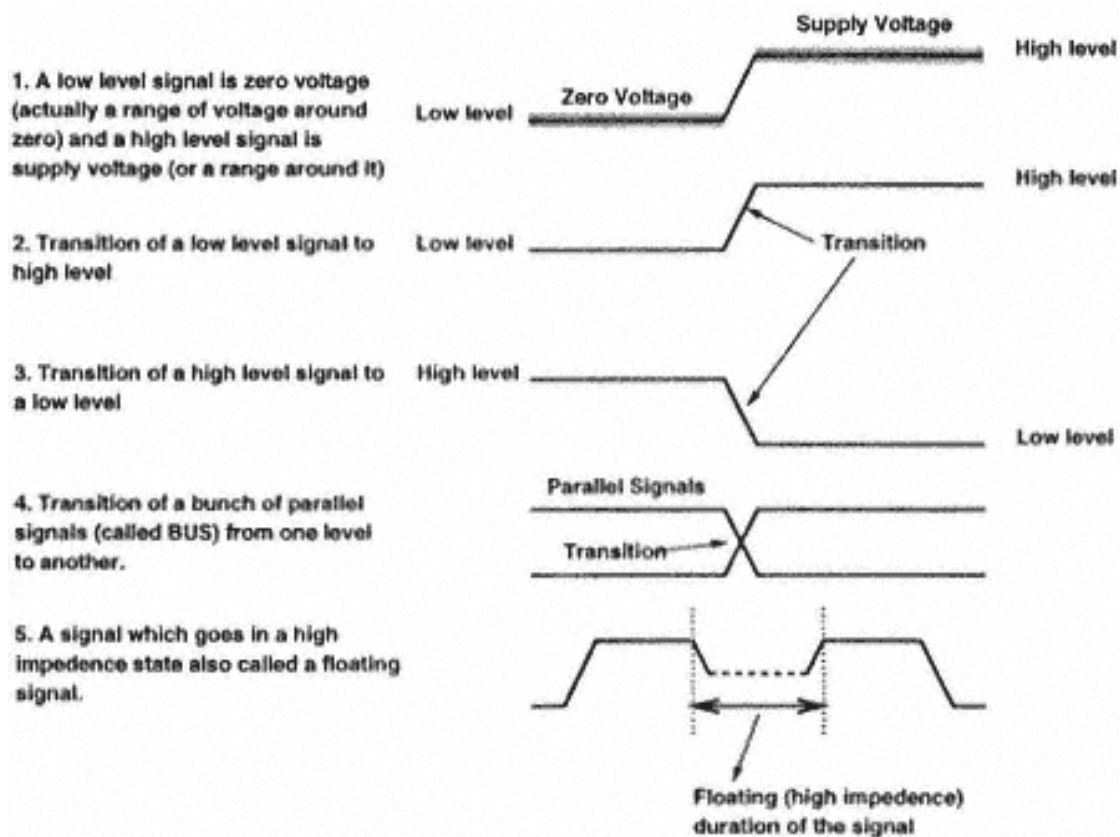 Supply Voltage
High level
1. A low level signal is zero voltage
(actually a range of voltage around
zero) and a high level signal is
supply voltage (or a range around it)
Zero Voltage
Low level
High level
2. Transition of a low level signal to
high level
Low level
Transition
3. Transition of a high level signal to
a low level
High level
Low level
4. Transition of a bunch of parallel
signals (called BUS) from one level
to another.
Parallel Signals
Transition
5. A signal which goes in a high
impedence state also called a floating
signal.
Floating (high impedence)
duration of the signal